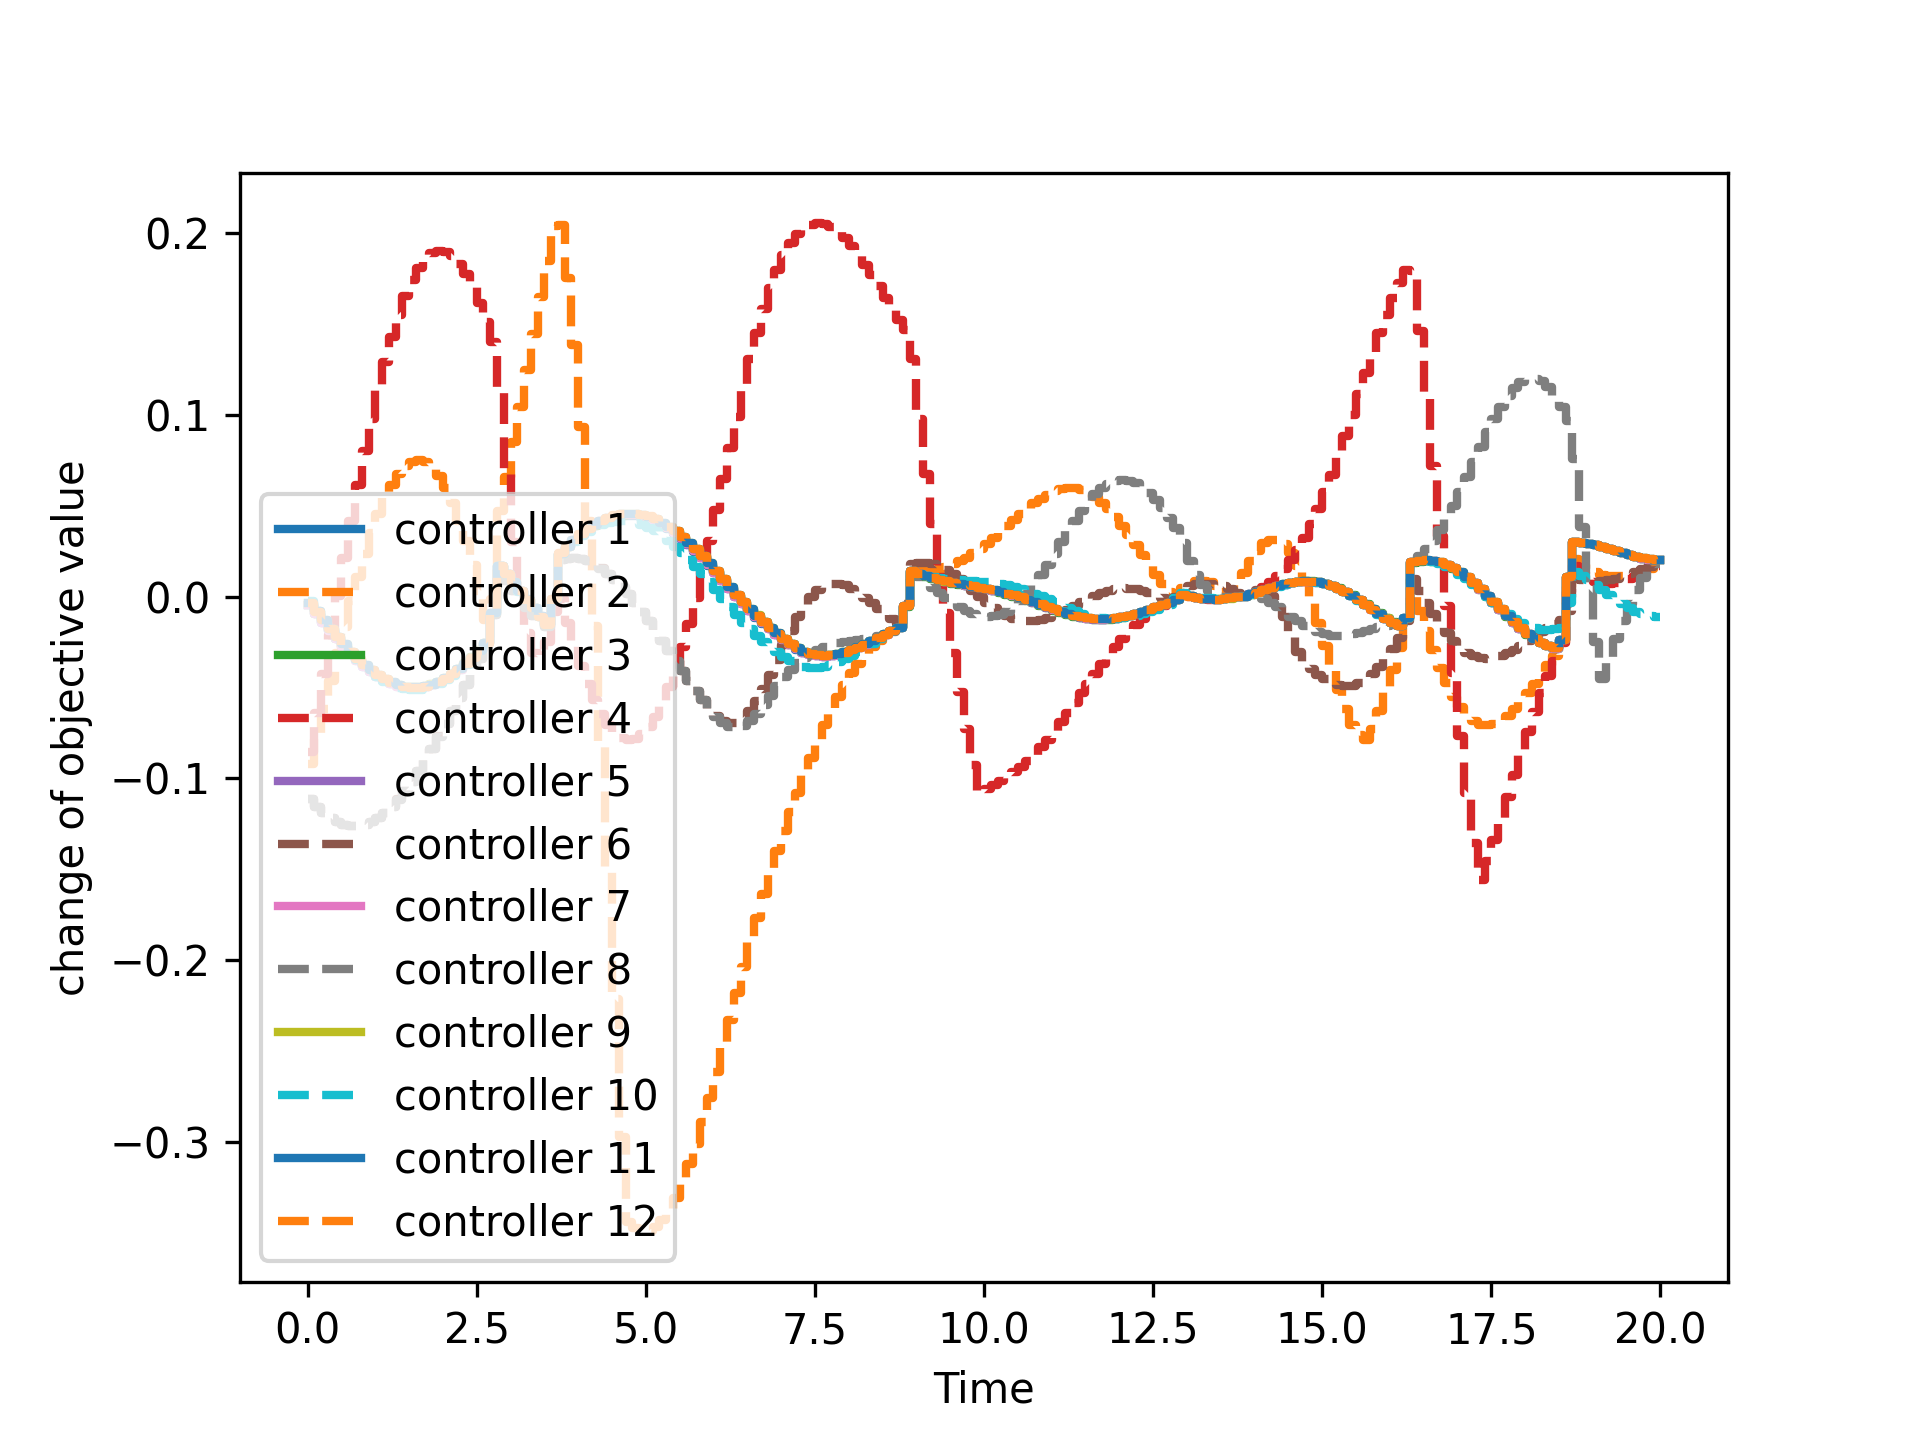 change of objective value
0.2
0.1
0.0
−0.1
−0.2
−0.3
controller 1
controller 2
controller 3
controller 4
controller 5
controller 6
controller 7
controller 8
controller 9
controller 10
controller 11
controller 12
0.0 2.5 5.0 7.5 10.0 12.5 15.0 17.5 20.0
Time